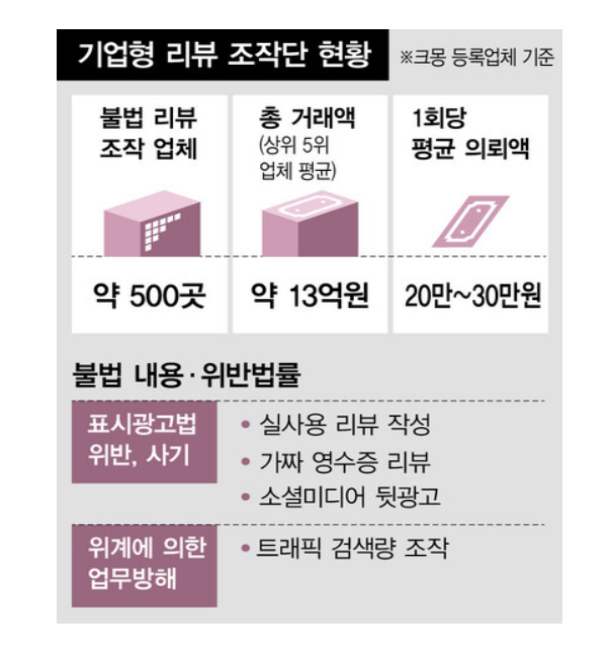 기업형 리뷰 조작단 현황
※크몽 등록업체 기준
불법 리뷰
조작 업체
약 500곳
총 거래액
(상위 5위
업체 평균)
약 13억원
1회당
평균 의뢰액
20만~30만원
불법 내용·위반법률
표시광고법
위반, 사기
• 실사용 리뷰 작성
• 가짜 영수증 리뷰
• 소셜미디어 뒷광고
위계에 의한
업무방해
• 트래픽 검색량 조작